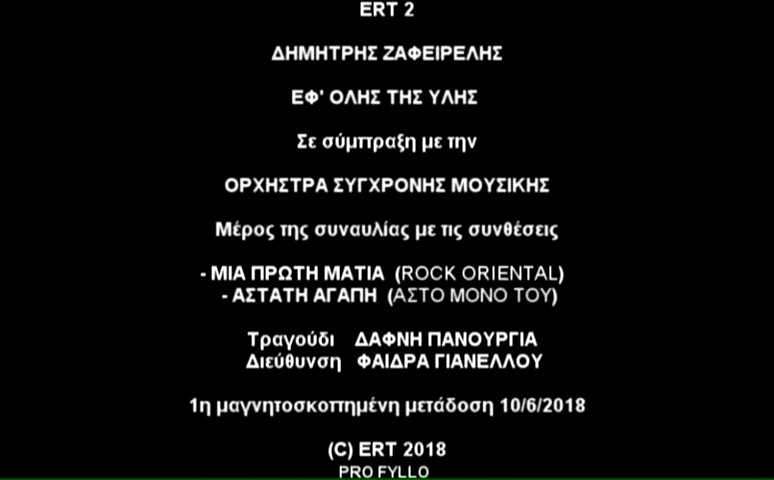 ERT 2
ΔΗΜΗΤΡΗΣ ΖΑΦΕΙΡΕΛΗΣ
ΕΦ' ΟΛΗΣ ΤΗΣ ΥΛΗΣ
Σε σύμπραξη με την
ΟΡΧΗΣΤΡΑ ΣΥΓΧΡΟΝΗΣ ΜΟΥΣΙΚΗΣ
Μέρος της συναυλίας με τις συνθέσεις
- ΜΙΑ ΠΡΩΤΗ ΜΑΤΙΑ (ROCK ORIENTAL)
- ΑΣΤΑΤΗ ΑΓΑΠΗ (ΑΣΤΟ ΜΟΝΟ ΤΟΥ)
Τραγούδι ΔΑΦΝΗ ΠΑΝΟΥΡΓΙΑ
Διεύθυνση ΦΑΙΔΡΑ ΓΙΑΝΕΛΛΟΥ
1η μαγνητοσκοπημένη μετάδοση 10/6/2018
(C) ERT 2018
PRO FYLLO